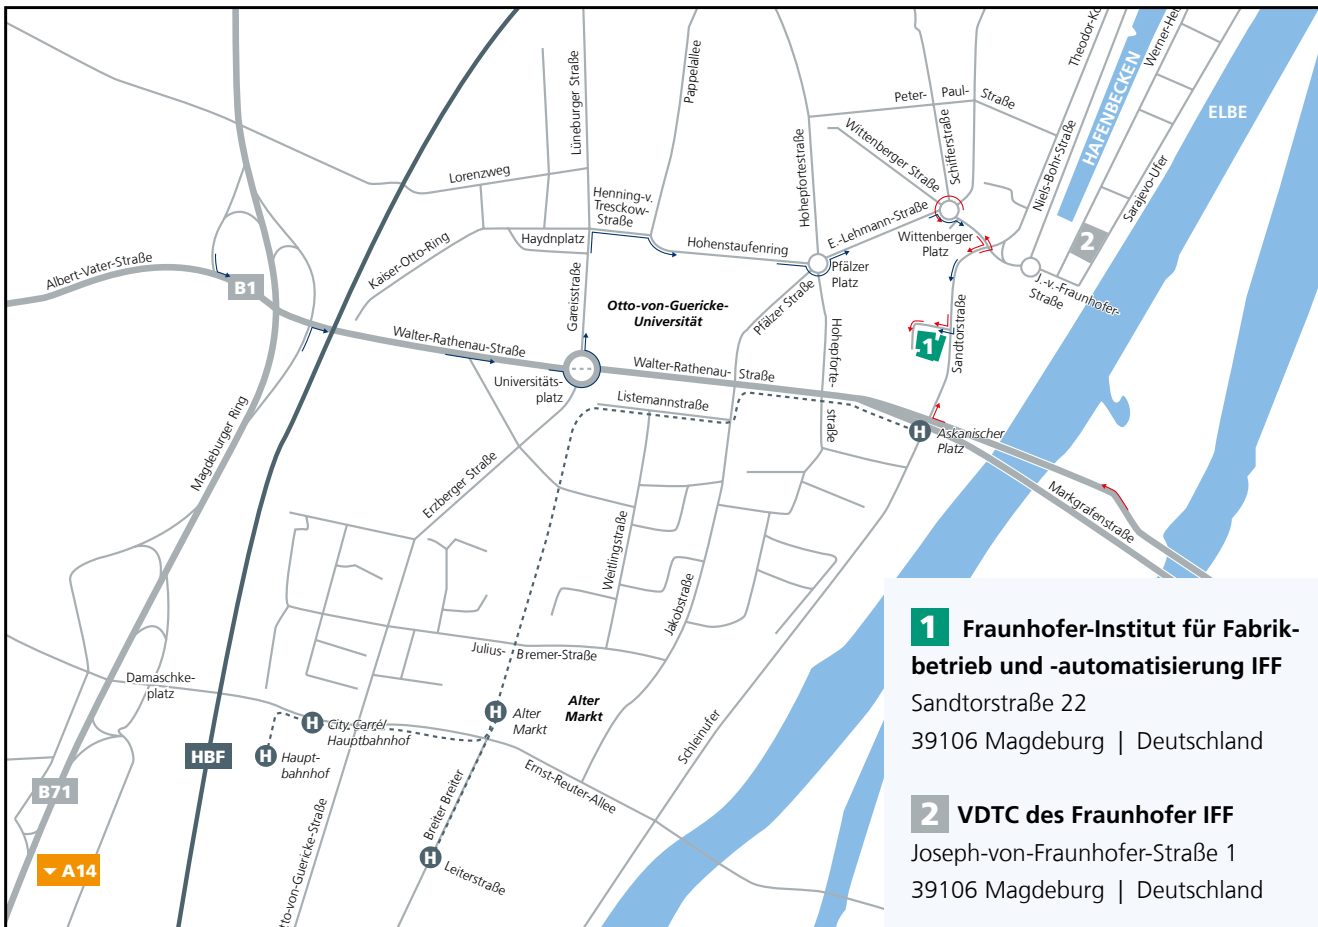 Theodor-Ko
Werner-He
HAFENBECKEN
ELBE
Lüneburger Straße
Pappelallee
Peter-
Paul-
Straße
Wittenberger Straße
Schifferstraße
Niels-Bohr-Straße
Sarajevo-Ufer
Lorenzweg
Hohepfortestraße
Henning-v.
Tresckow-
Straße
E.-Lehmann-Straße
Kaiser-Otto-Ring
Haydnplatz
Hohenstaufenring
Wittenberger
Platz
2
Albert-Vater-Straße
B1
Gareisstraße
Pfälzer
Platz
J.-v.-Fraunhofer-
Straße
Otto-von-Guericke-
Universität
Pfälzer Straße
Sandtorstraße
Walter-Rathenau-Straße
Hohepforte-
straße
1
Walter-Rathenau-
Straße
Universitäts-
platz
Listemannstraße
Magdeburger Ring
H
Askanischer
Platz
Erzberger Straße
Markgrafenstraße
Weitlingstraße
Jakobstraße
Julius-
Bremer-Straße
Damaschke-
platz
H
City Carré/
Hauptbahnhof
H
Alter
Markt
Alter
Markt
Schleinufer
HBF
H
Haupt-
bahnhof
Ernst-Reuter-Allee
B71
Breiter Breiter
tto-von-Guericke-Straße
H
Leiterstraße
A14
1 Fraunhofer-Institut für Fabrik-
betrieb und -automatisierung IFF
Sandtorstraße 22
39106 Magdeburg | Deutschland
2 VDTC des Fraunhofer IFF
Joseph-von-Fraunhofer-Straße 1
39106 Magdeburg | Deutschland